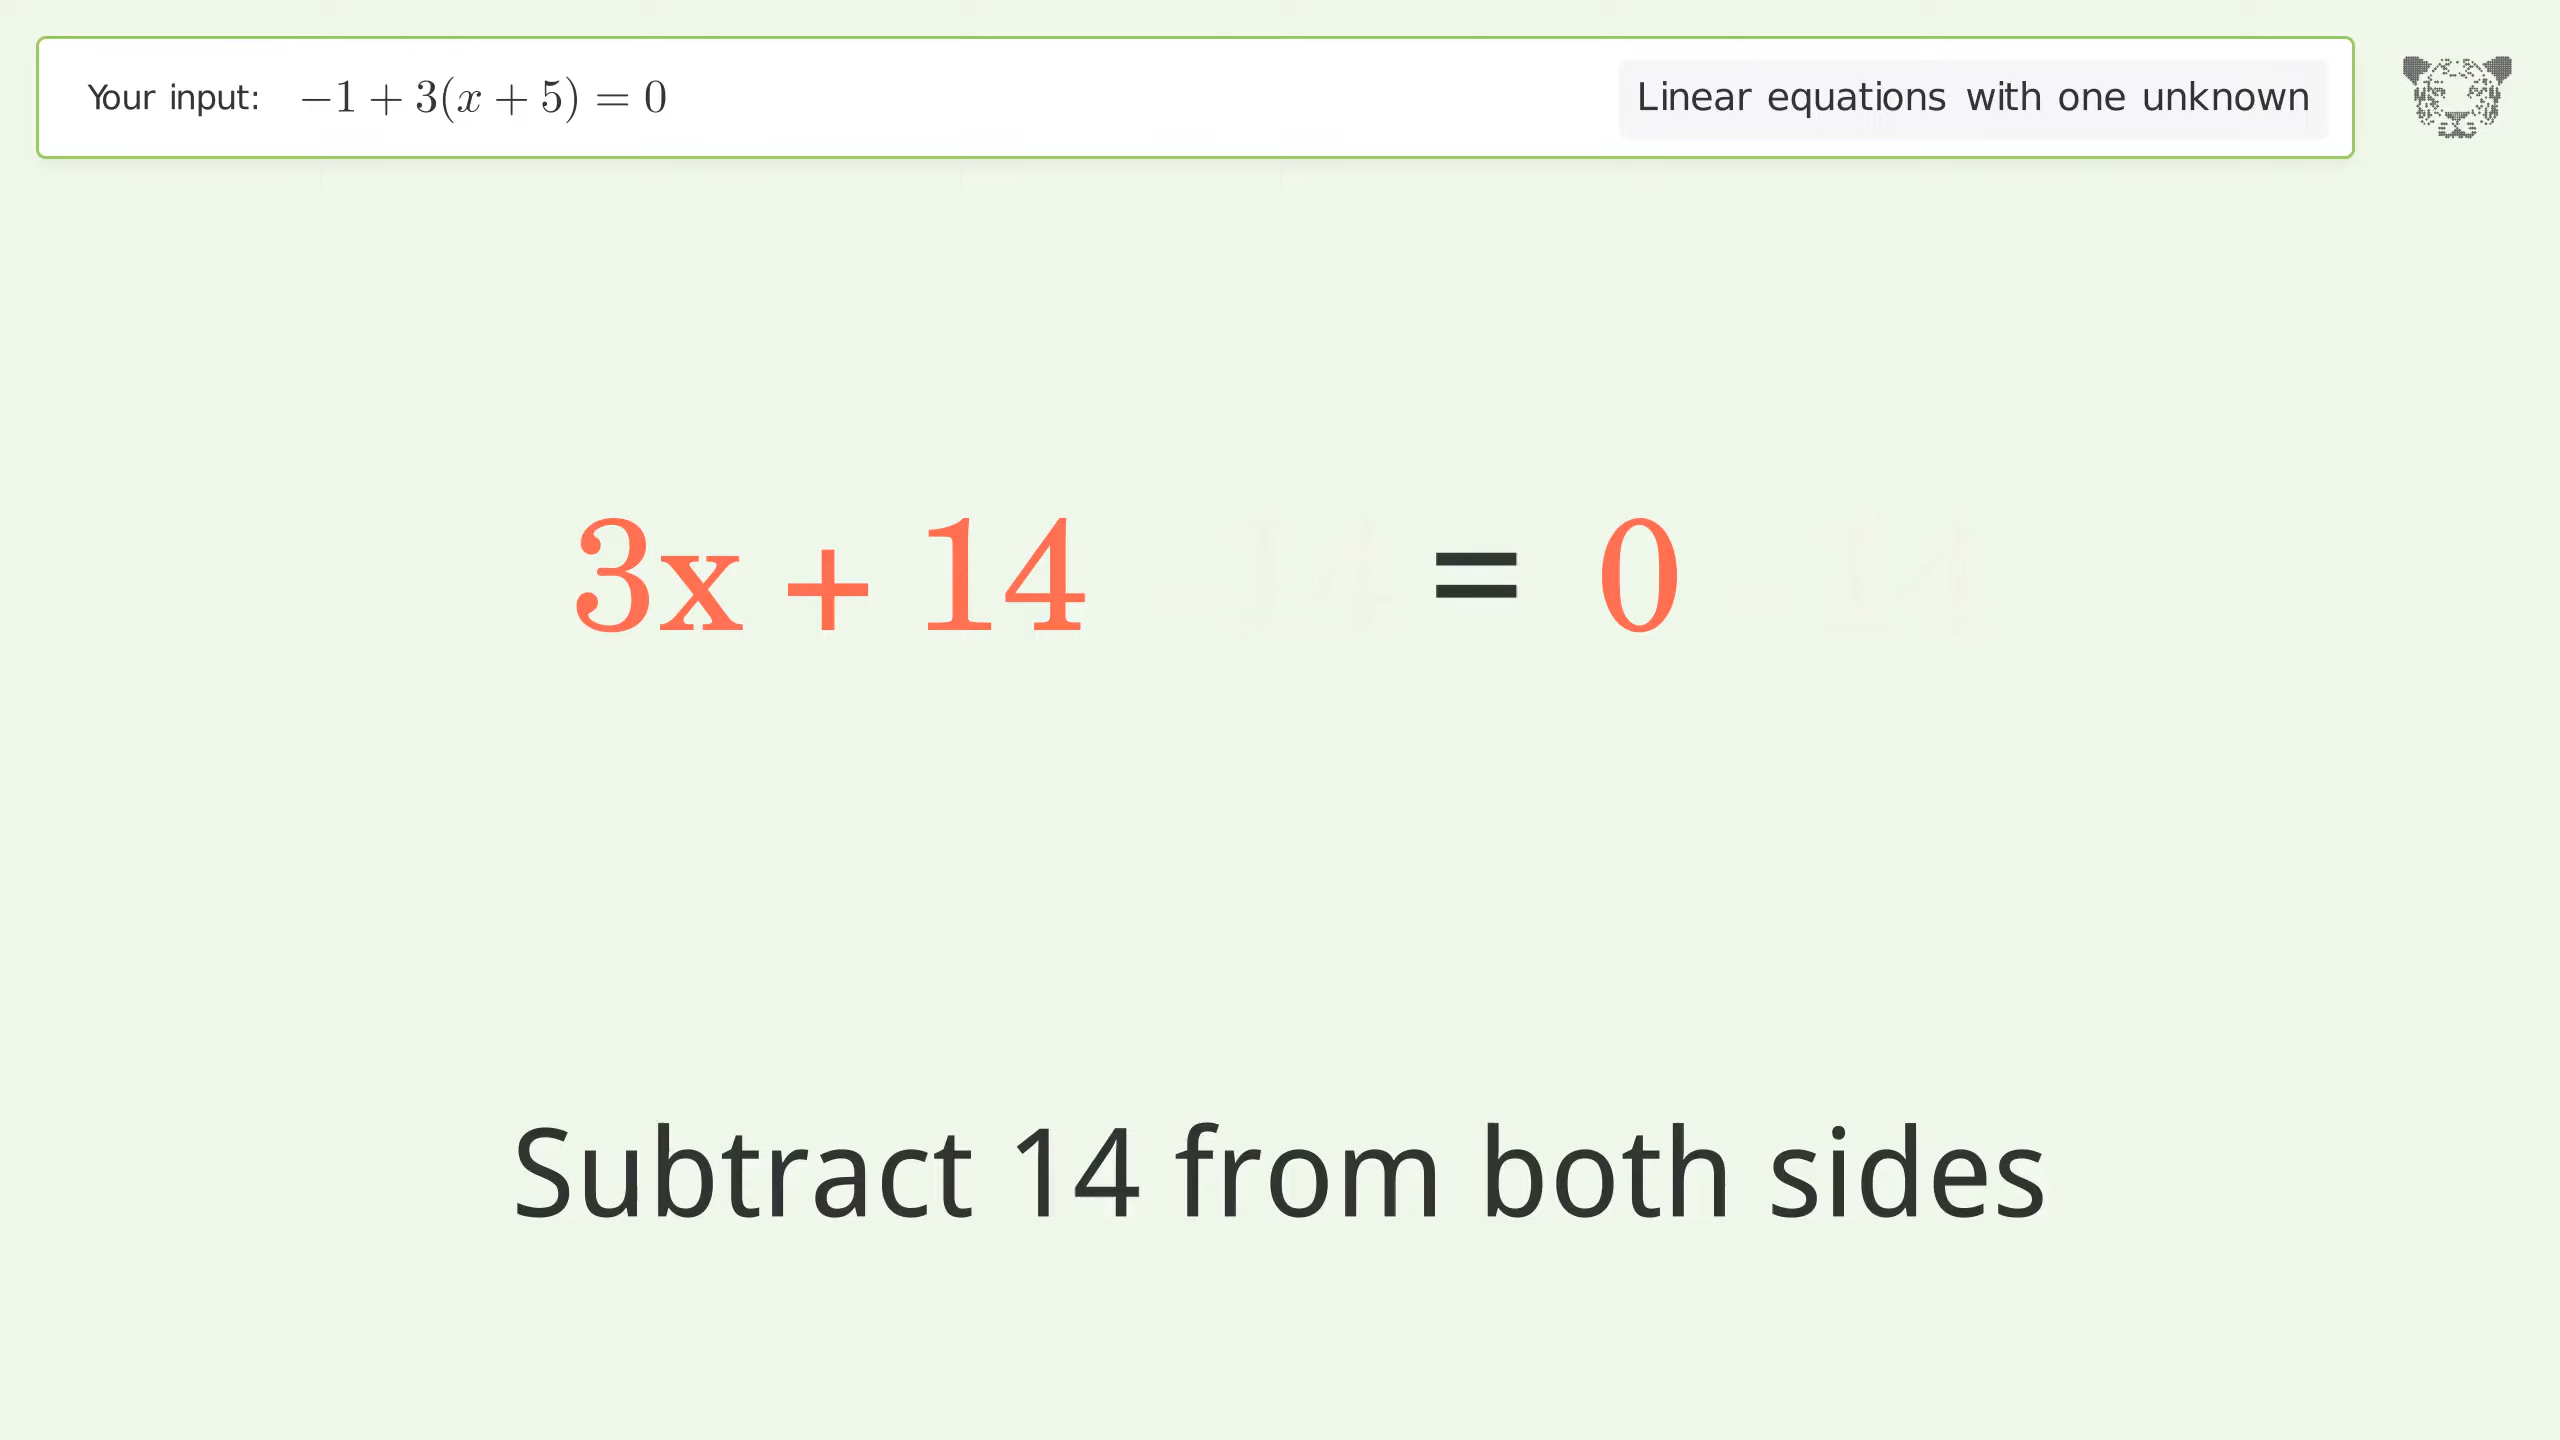 Your input: −1 + 3(x + 5) = 0
Linear equations with one unknown
3x + 14 = 0
Subtract 14 from both sides